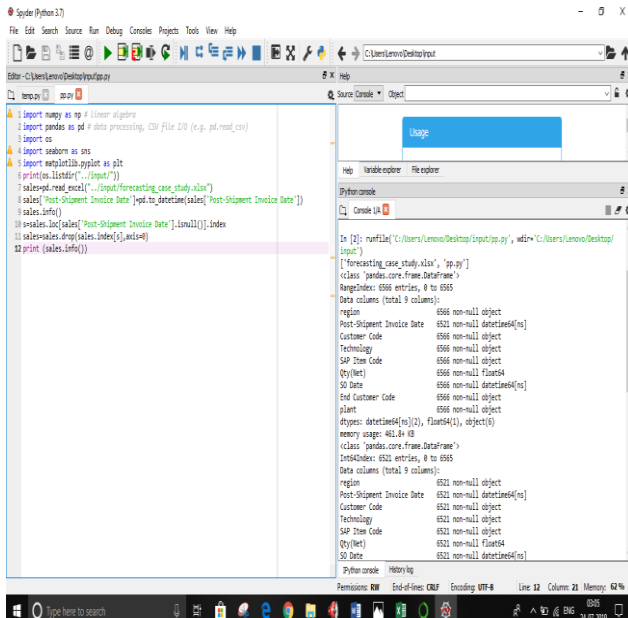 Spyder (Python 3.7)
File Edit Search Source Run Debug Consoles Projects Tools View Help
C:\Users\Lenovo\Desktop\input
Editor - C:\Users\Lenovo\Desktop\input\pp.py
temp.py pp.py
1 import numpy as np # linear algebra
2 import pandas as pd # data processing, CSV file I/O (e.g. pd.read_csv)
3 import os
4 import seaborn as sns
5 import matplotlib.pyplot as plt
6 print(os.listdir("../input/"))
7 sales=pd.read_excel("../input/forecasting_case_study.xlsx")
8 sales['Post-Shipment Invoice Date']=pd.to_datetime(sales['Post-Shipment Invoice Date'])
9 sales.info()
10 s=sales.loc[sales['Post-Shipment Invoice Date'].isnull()].index
11 sales=sales.drop(sales.index[s],axis=0)
12 print (sales.info())
Help
Source Console Object
Usage
Help Variable explorer File explorer
IPython console
Console 1/A
In [2]: runfile('C:/Users/Lenovo/Desktop/input/pp.py', wdir='C:/Users/Lenovo/Desktop/
input')
['forecasting_case_study.xlsx', 'pp.py']
<class 'pandas.core.frame.DataFrame'>
RangeIndex: 6566 entries, 0 to 6565
Data columns (total 9 columns):
region 6566 non-null object
Post-Shipment Invoice Date 6521 non-null datetime64[ns]
Customer Code 6566 non-null object
Technology 6566 non-null object
SAP Item Code 6566 non-null object
Qty(Net) 6566 non-null float64
SO Date 6566 non-null datetime64[ns]
End Customer Code 6566 non-null object
plant 6566 non-null object
dtypes: datetime64[ns](2), float64(1), object(6)
memory usage: 461.8+ KB
<class 'pandas.core.frame.DataFrame'>
Int64Index: 6521 entries, 0 to 6565
Data columns (total 9 columns):
region 6521 non-null object
Post-Shipment Invoice Date 6521 non-null datetime64[ns]
Customer Code 6521 non-null object
Technology 6521 non-null object
SAP Item Code 6521 non-null object
Qty(Net) 6521 non-null float64
SO Date 6521 non-null datetime64[ns]
IPython console History log
Permissions: RW End-of-lines: CRLF Encoding: UTF-8 Line: 12 Column: 21 Memory: 62 %
Type here to search
ENG
03:05
24-07-2019